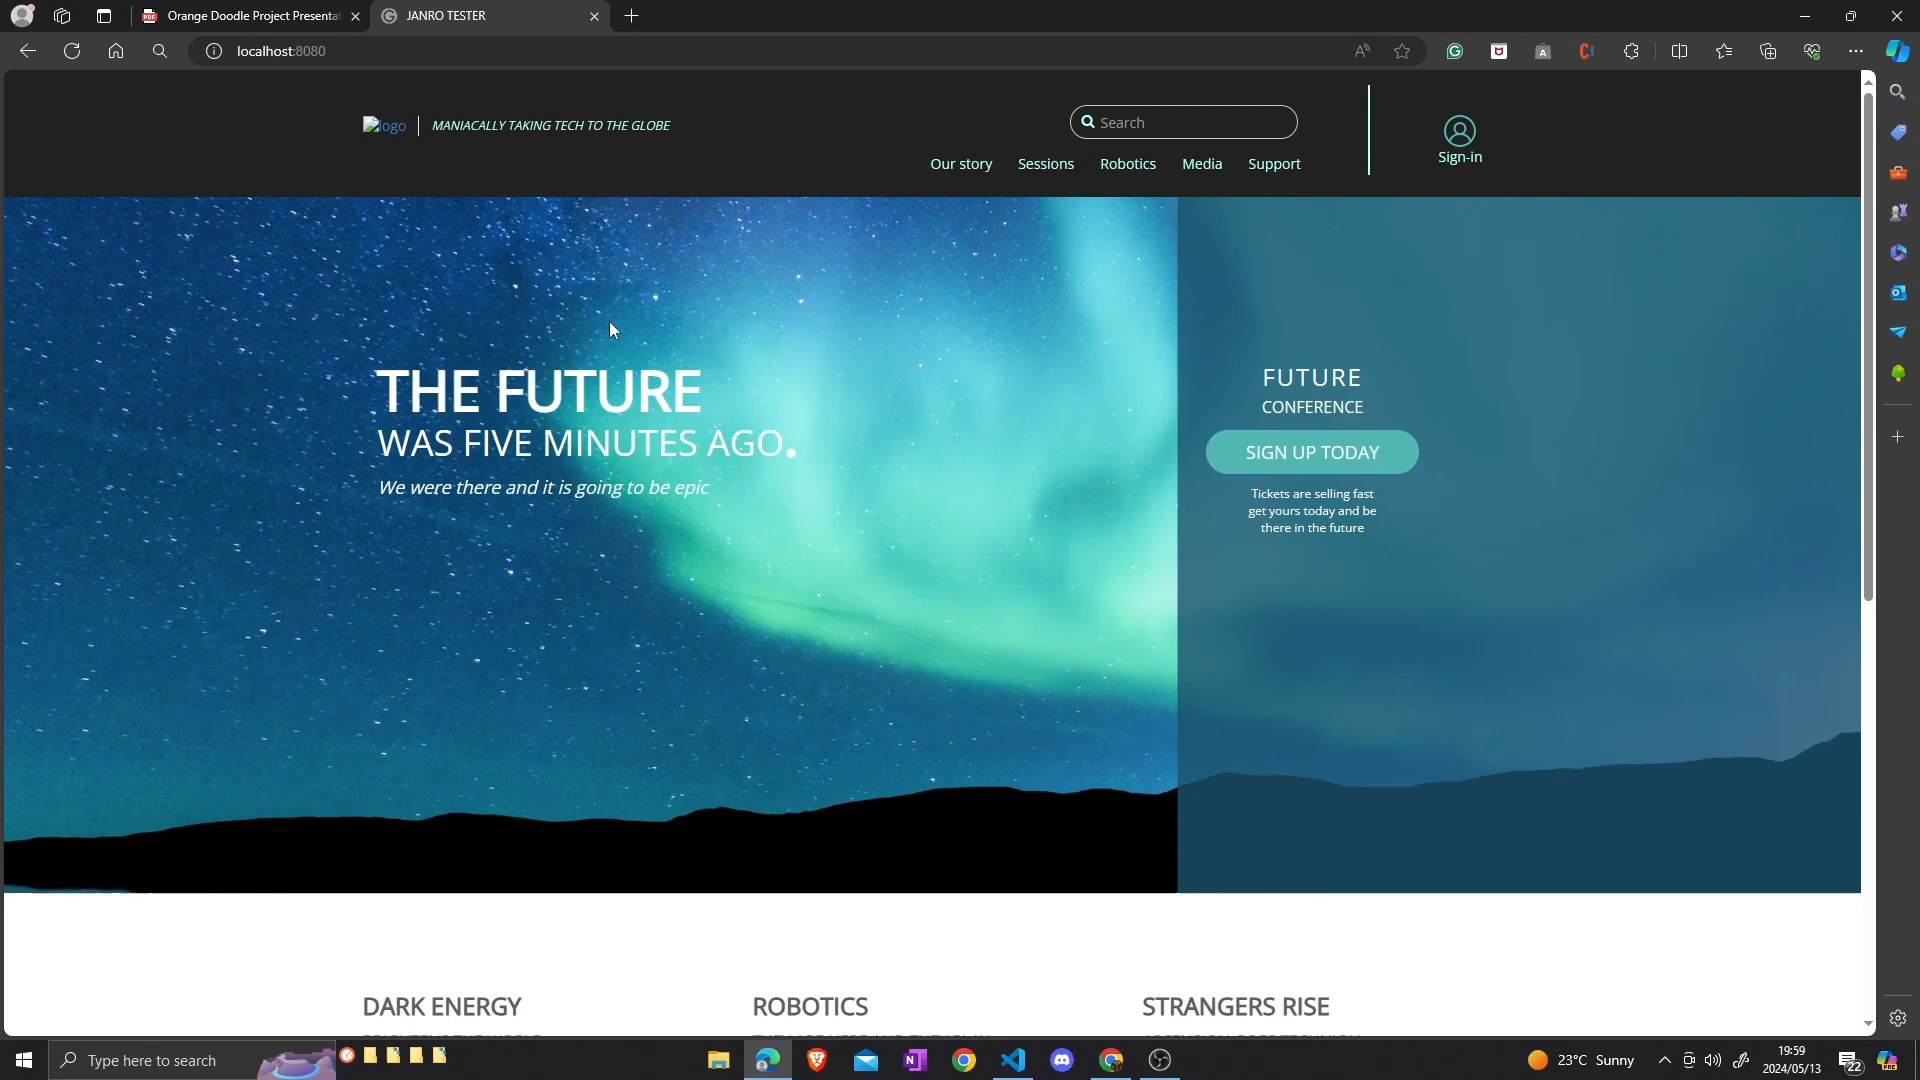 Orange Doodle Project Presentat
JANRO TESTER
localhost:8080
logo
MANIACALLY TAKING TECH TO THE GLOBE
Search
Our story
Sessions
Robotics
Media
Support
Sign-in
THE FUTURE
WAS FIVE MINUTES AGO.
We were there and it is going to be epic
FUTURE
CONFERENCE
SIGN UP TODAY
Tickets are selling fast
get yours today and be
there in the future
DARK ENERGY
ROBOTICS
STRANGERS RISE
Type here to search
23°C Sunny
19:59
2024/05/13
22